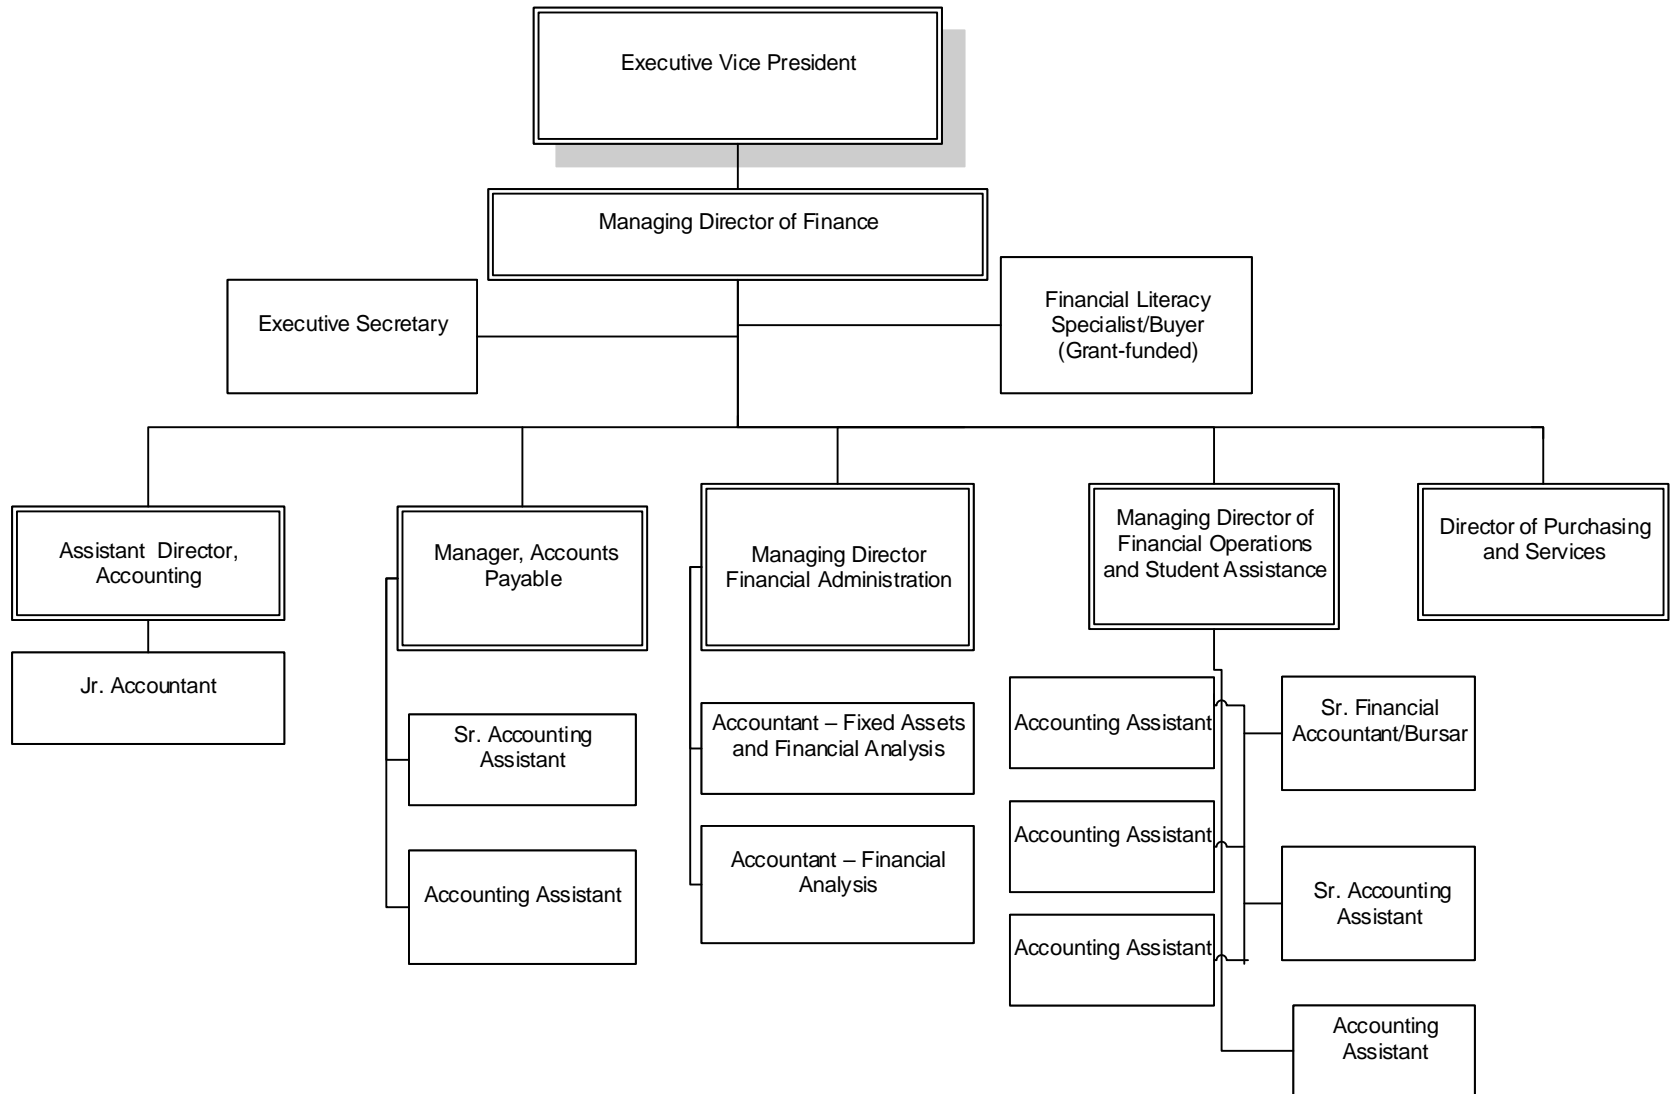 Executive Vice President
Managing Director of Finance
Executive Secretary
Financial Literacy
Specialist/Buyer
(Grant-funded)
Assistant Director,
Accounting
Manager, Accounts
Payable
Managing Director
Financial Administration
Managing Director of
Financial Operations
and Student Assistance
Director of Purchasing
and Services
Jr. Accountant
Sr. Accounting
Assistant
Accounting Assistant
Accountant – Fixed Assets
and Financial Analysis
Accountant – Financial
Analysis
Accounting Assistant
Accounting Assistant
Accounting Assistant
Sr. Financial
Accountant/Bursar
Sr. Accounting
Assistant
Accounting
Assistant